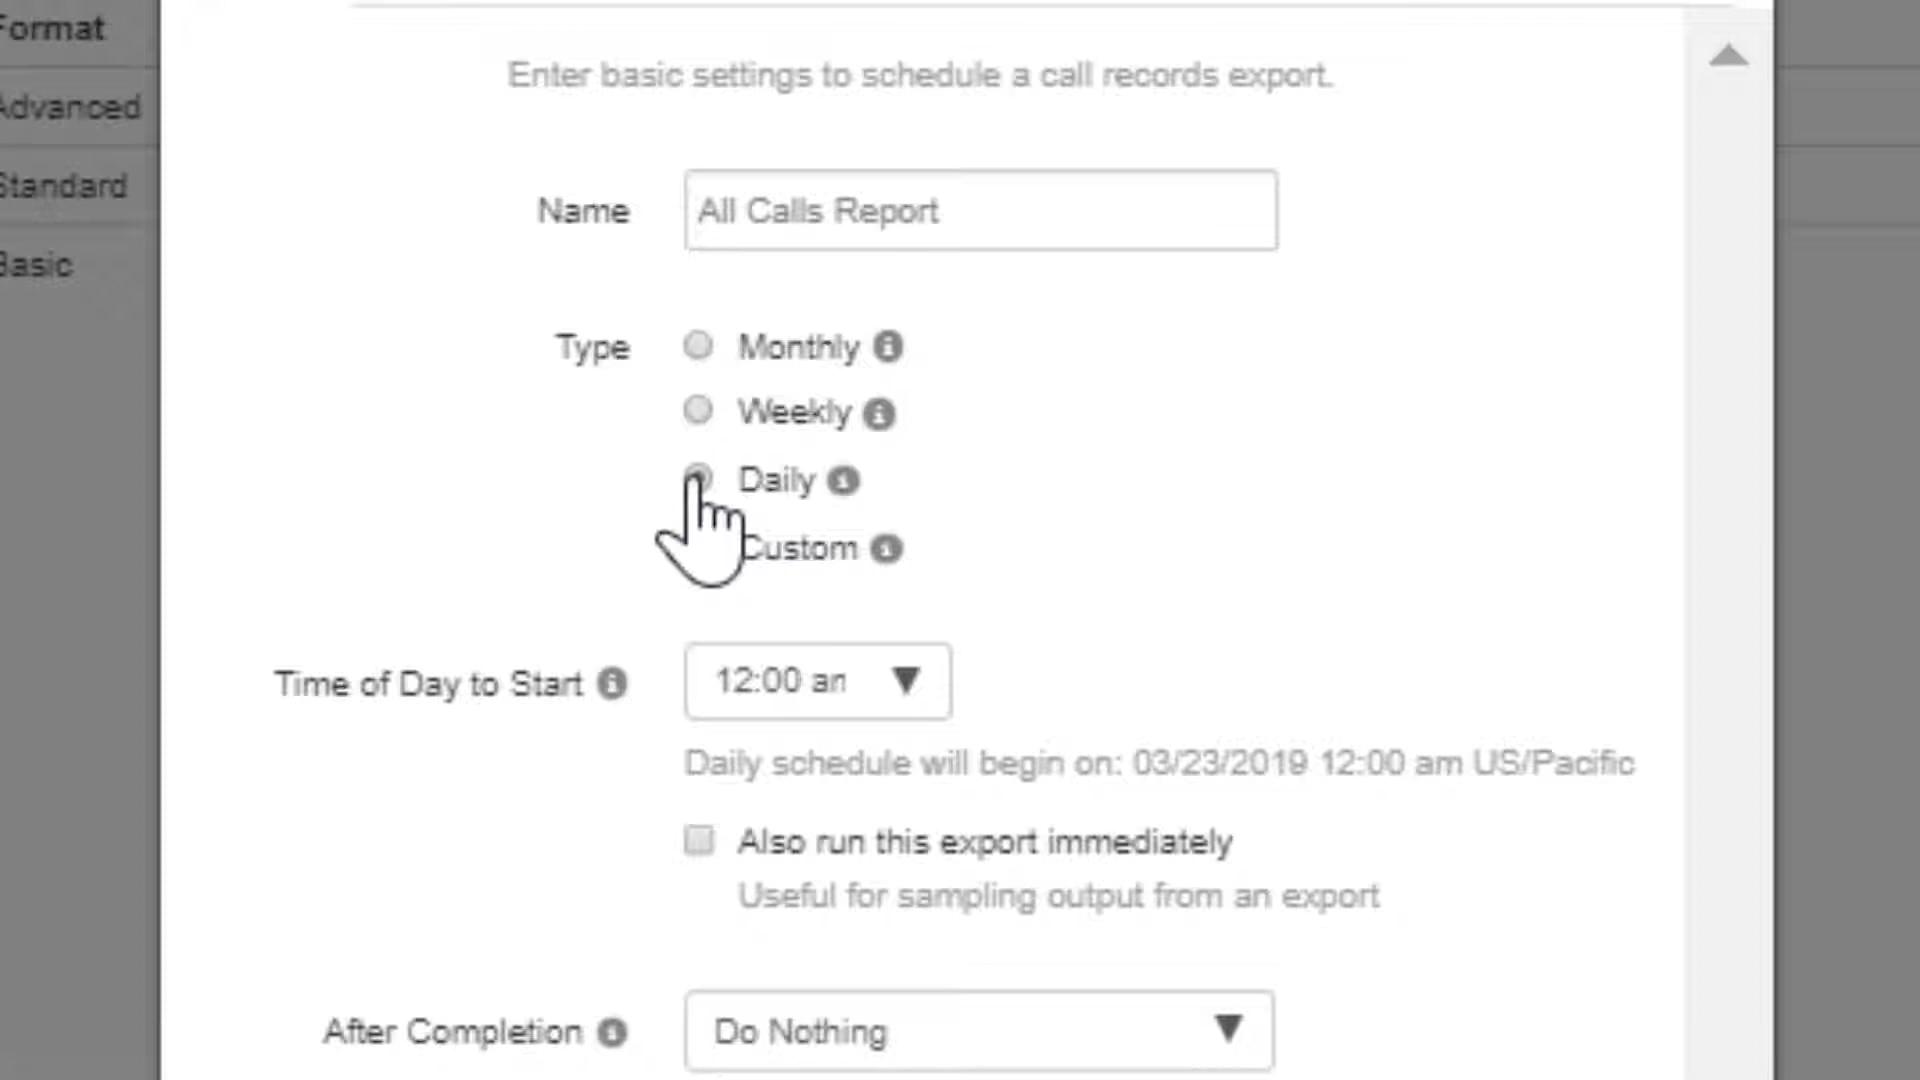 Format
Advanced
Standard
Basic
Enter basic settings to schedule a call records export.
Name
All Calls Report
Type
Monthly
Weekly
Daily
Custom
Time of Day to Start
12:00 am
Daily schedule will begin on: 03/23/2019 12:00 am US/Pacific
Also run this export immediately
Useful for sampling output from an export
After Completion
Do Nothing